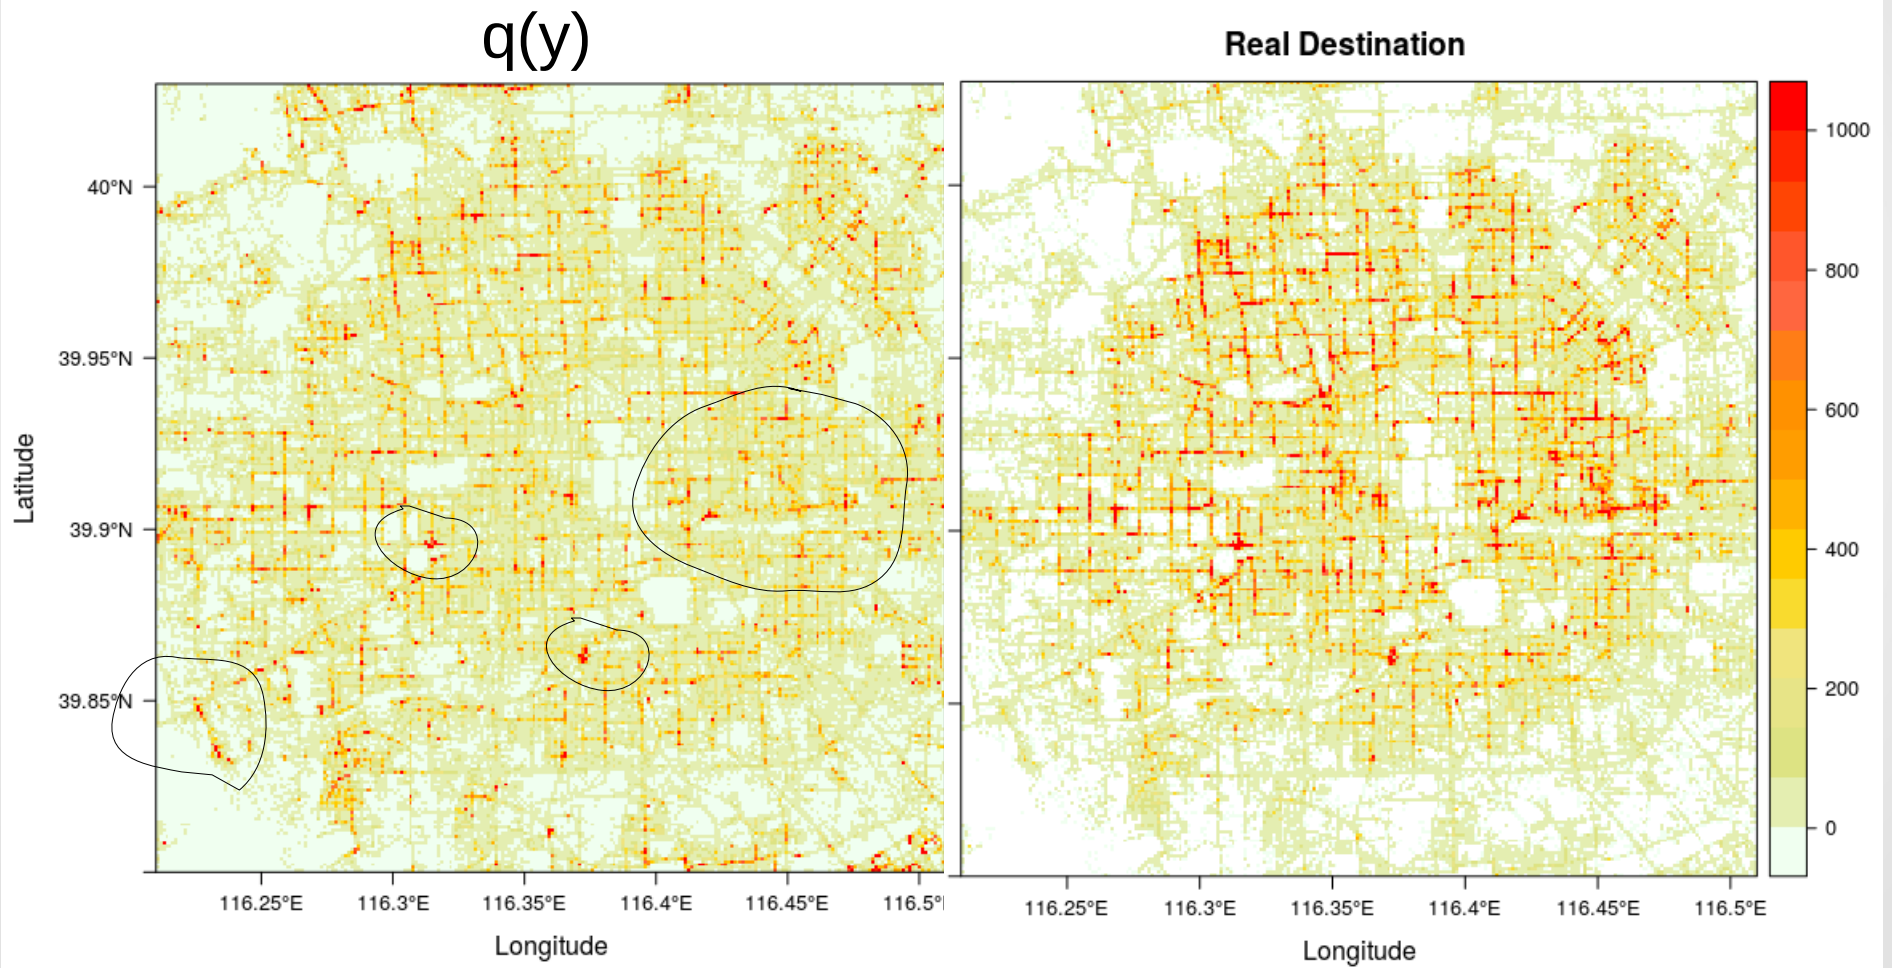 q(y)
Real Destination
Latitude
40°N
39.95°N
39.9°N
39.85°N
116.25°E
116.3°E
116.35°E
116.4°E
116.45°E
116.5°
Longitude
116.25°E
116.3°E
116.35°E
116.4°E
116.45°E
116.5°E
Longitude
1000
800
600
400
200
0